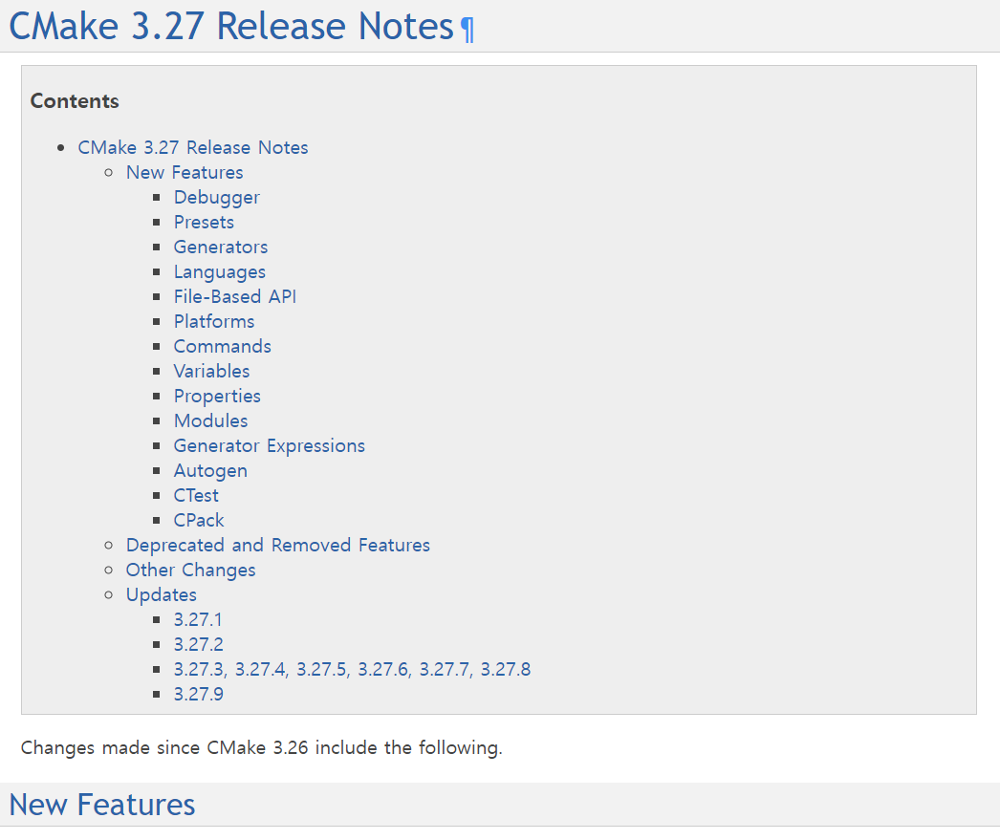 CMake 3.27 Release Notes¶
Contents
CMake 3.27 Release Notes
New Features
Debugger
Presets
Generators
Languages
File-Based API
Platforms
Commands
Variables
Properties
Modules
Generator Expressions
Autogen
CTest
CPack
Deprecated and Removed Features
Other Changes
Updates
3.27.1
3.27.2
3.27.3, 3.27.4, 3.27.5, 3.27.6, 3.27.7, 3.27.8
3.27.9
Changes made since CMake 3.26 include the following.
New Features